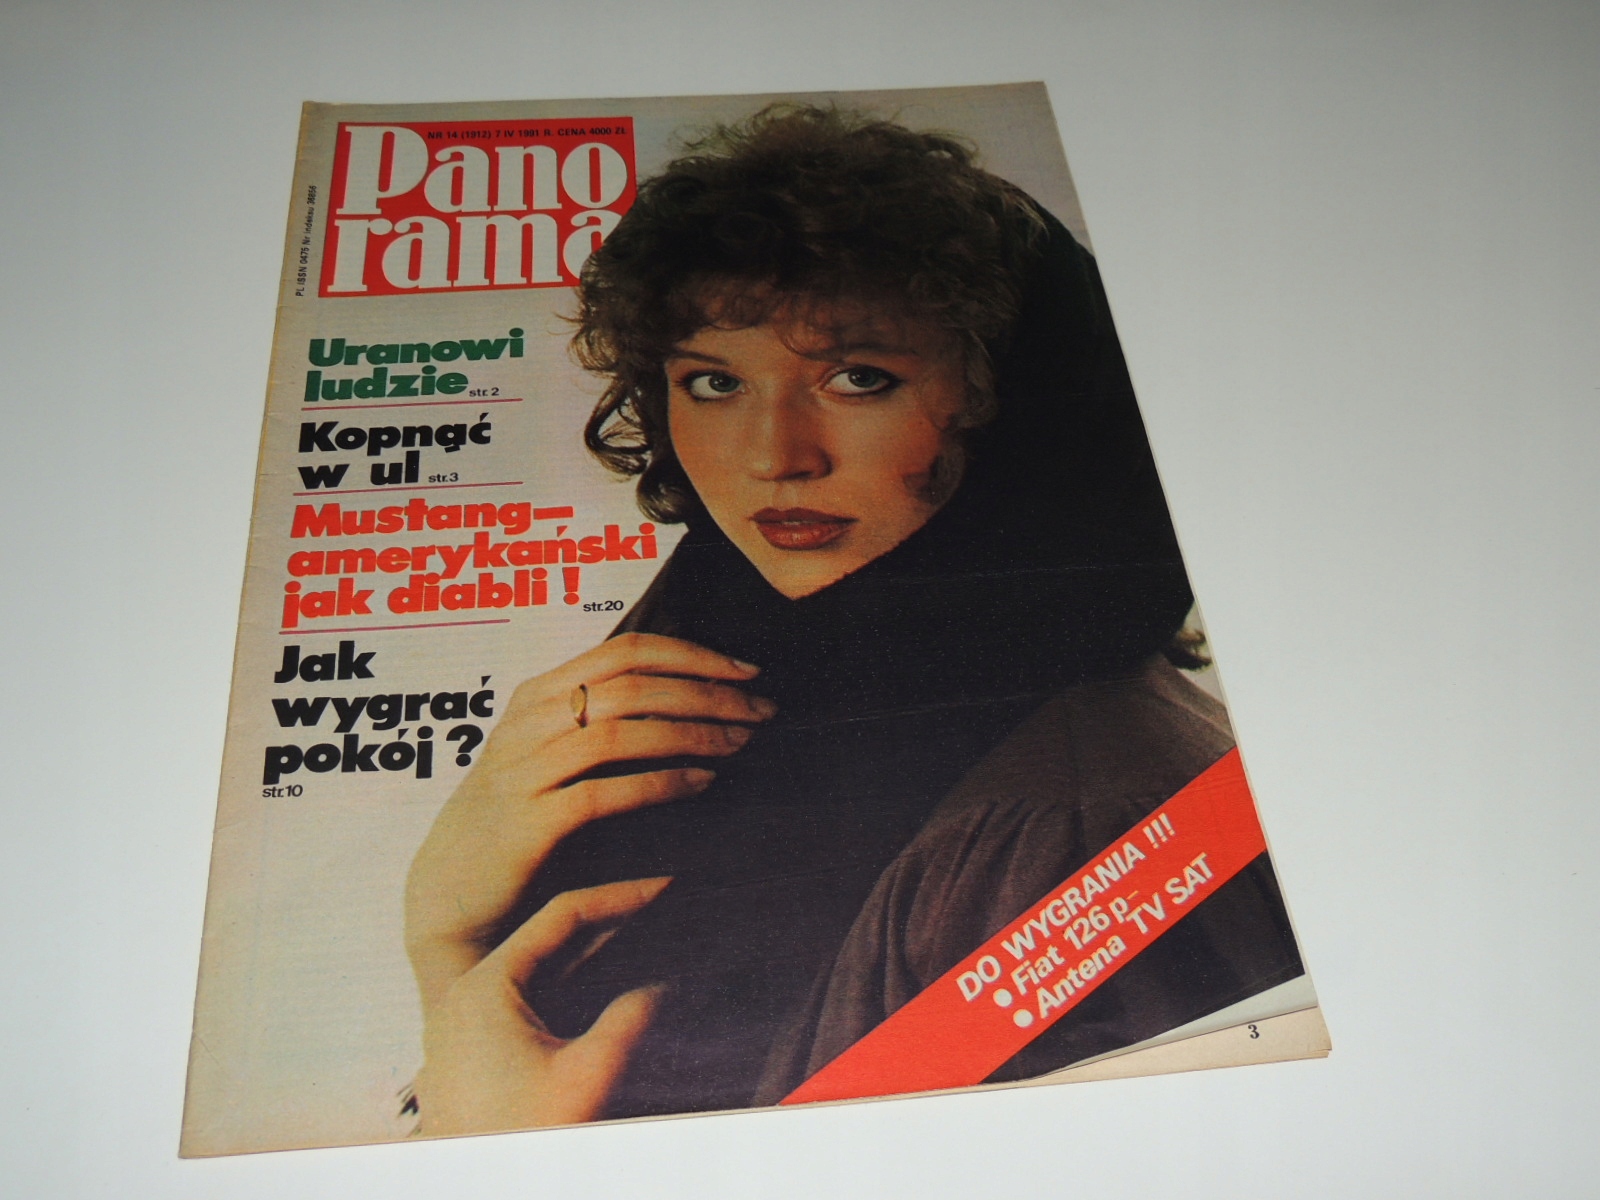 NR 14 (1912) 7 IV 1991 R. CENA 4000 ZŁ
Pano
rama
PL ISSN 0475 Nr indeksu 36856
Uranowi
ludzie str. 2
Kopnąć
w ul str. 3
Mustang—
amerykański
jak diabli ! str. 20
Jak
wygrać
pokój ?
str. 10
DO WYGRANIA !!!
● Fiat 126 p—
● Antena TV SAT
3